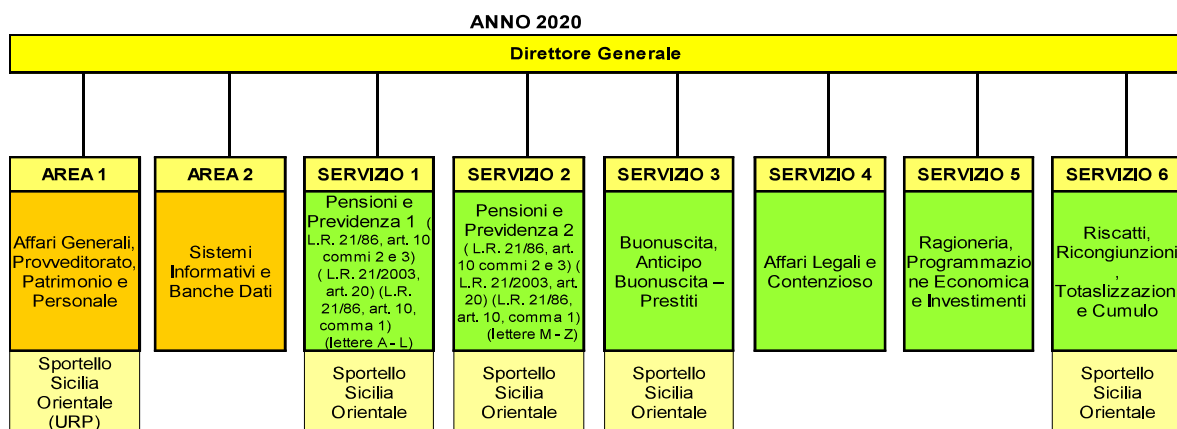 ANNO 2020
Direttore Generale
AREA 1
Affari Generali,
Provveditorato,
Patrimonio e
Personale
Sportello
Sicilia
Orientale
(URP)
AREA 2
Sistemi
Informativi e
Banche Dati
SERVIZIO 1
Pensioni e
Previdenza 1 (
L.R. 21/86, art. 10
commi 2 e 3)
( L.R. 21/2003,
art. 20) (L.R.
21/86, art. 10,
comma 1)
(lettere A - L)
Sportello
Sicilia
Orientale
SERVIZIO 2
Pensioni e
Previdenza 2
( L.R. 21/86, art.
10 commi 2 e 3) (
L.R. 21/2003, art.
20) (L.R. 21/86,
art. 10, comma 1)
(lettere M - Z)
Sportello
Sicilia
Orientale
SERVIZIO 3
Buonuscita,
Anticipo
Buonuscita –
Prestiti
Sportello
Sicilia
Orientale
SERVIZIO 4
Affari Legali e
Contenzioso
SERVIZIO 5
Ragioneria,
Programmazio
ne Economica
e Investimenti
SERVIZIO 6
Riscatti,
Ricongiunzioni
,
Totaslizzazion
e Cumulo
Sportello
Sicilia
Orientale